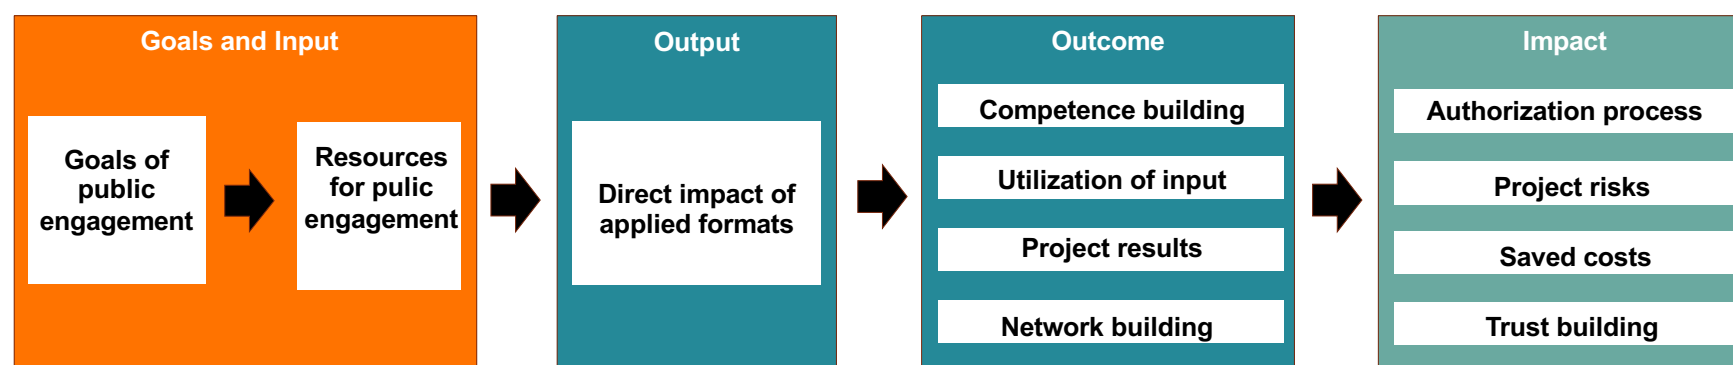 Goals and Input
Goals of
public
engagement
Resources
for pulic
engagement
Output
Direct impact of
applied formats
Outcome
Competence building
Utilization of input
Project results
Network building
Impact
Authorization process
Project risks
Saved costs
Trust building